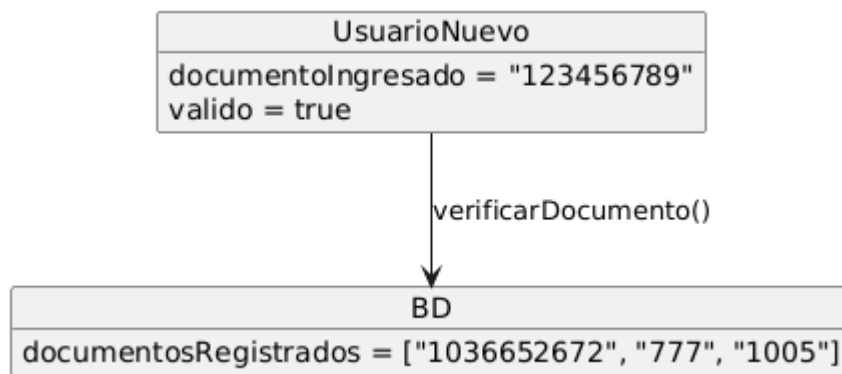 UsuarioNuevo
documentoIngresado = "123456789"
valido = true
verificarDocumento()
BD
documentosRegistrados = ["1036652672", "777", "1005"]